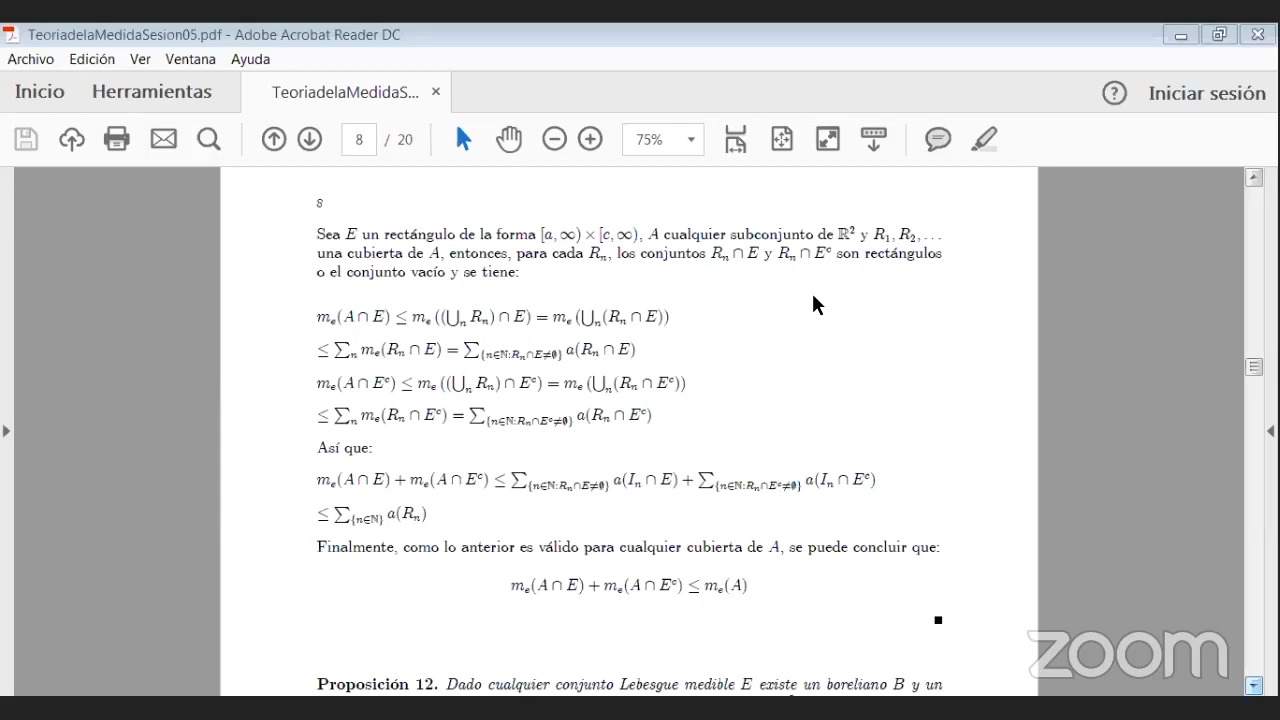 TeoriadelaMedidaSesion05.pdf - Adobe Acrobat Reader DC
Archivo Edición Ver Ventana Ayuda
Inicio Herramientas TeoriadelaMedidaS... × Iniciar sesión
8 / 20 75%
8
Sea E un rectángulo de la forma [a, ∞) × [c, ∞), A cualquier subconjunto de ℝ² y R₁, R₂, . . .
una cubierta de A, entonces, para cada Rₙ, los conjuntos Rₙ ∩ E y Rₙ ∩ Eᶜ son rectángulos
o el conjunto vacío y se tiene:
mₑ(A ∩ E) ≤ mₑ ((⋃ₙ Rₙ) ∩ E) = mₑ (⋃ₙ(Rₙ ∩ E))
≤ ∑ₙ mₑ(Rₙ ∩ E) = ∑_{n∈ℕ:Rₙ∩E≠∅} a(Rₙ ∩ E)
mₑ(A ∩ Eᶜ) ≤ mₑ ((⋃ₙ Rₙ) ∩ Eᶜ) = mₑ (⋃ₙ(Rₙ ∩ Eᶜ))
≤ ∑ₙ mₑ(Rₙ ∩ Eᶜ) = ∑_{n∈ℕ:Rₙ∩Eᶜ≠∅} a(Rₙ ∩ Eᶜ)
Así que:
mₑ(A ∩ E) + mₑ(A ∩ Eᶜ) ≤ ∑_{n∈ℕ:Rₙ∩E≠∅} a(Iₙ ∩ E) + ∑_{n∈ℕ:Rₙ∩Eᶜ≠∅} a(Iₙ ∩ Eᶜ)
≤ ∑_{n∈ℕ} a(Rₙ)
Finalmente, como lo anterior es válido para cualquier cubierta de A, se puede concluir que:
mₑ(A ∩ E) + mₑ(A ∩ Eᶜ) ≤ mₑ(A)
■
zoom
Proposición 12. Dado cualquier conjunto Lebesgue medible E existe un boreliano B y un